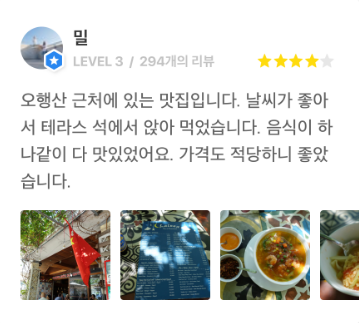 밀
LEVEL 3 / 294개의 리뷰
오행산 근처에 있는 맛집입니다. 날씨가 좋아
서 테라스 석에서 앉아 먹었습니다. 음식이 하
나같이 다 맛있었어요. 가격도 적당하니 좋았
습니다.